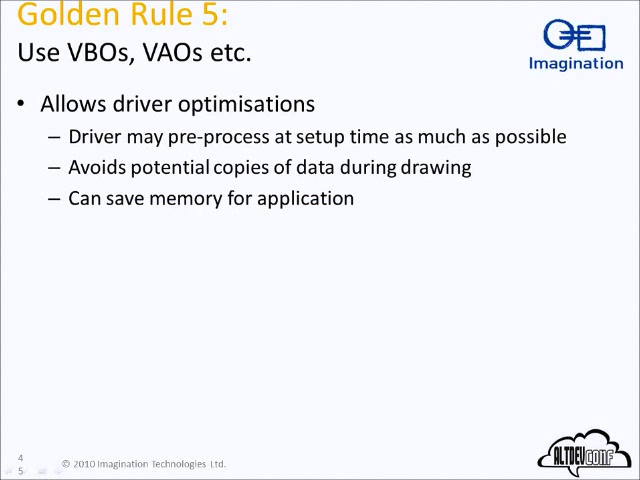 Golden Rule 5:
Use VBOs, VAOs etc.
Imagination
• Allows driver optimisations
– Driver may pre-process at setup time as much as possible
– Avoids potential copies of data during drawing
– Can save memory for application
4
5
© 2010 Imagination Technologies Ltd.
ALTDEVCONF